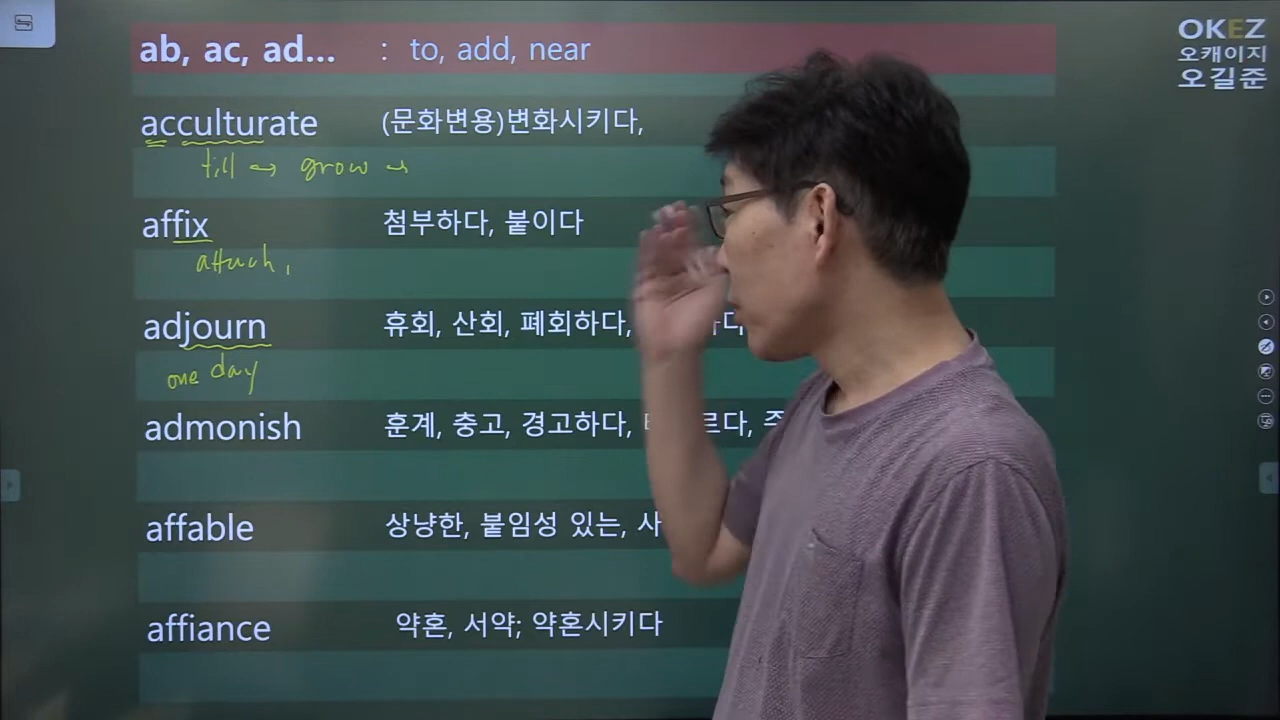 ab, ac, ad... : to, add, near
OKEZ
오캐이지
오길준
acculturate (문화변용)변화시키다,
till → grow →
affix 첨부하다, 붙이다
attach,
adjourn 휴회, 산회, 폐회하다,
one day
admonish 훈계, 충고, 경고하다,
affable 상냥한, 붙임성 있는,
affiance 약혼, 서약; 약혼시키다